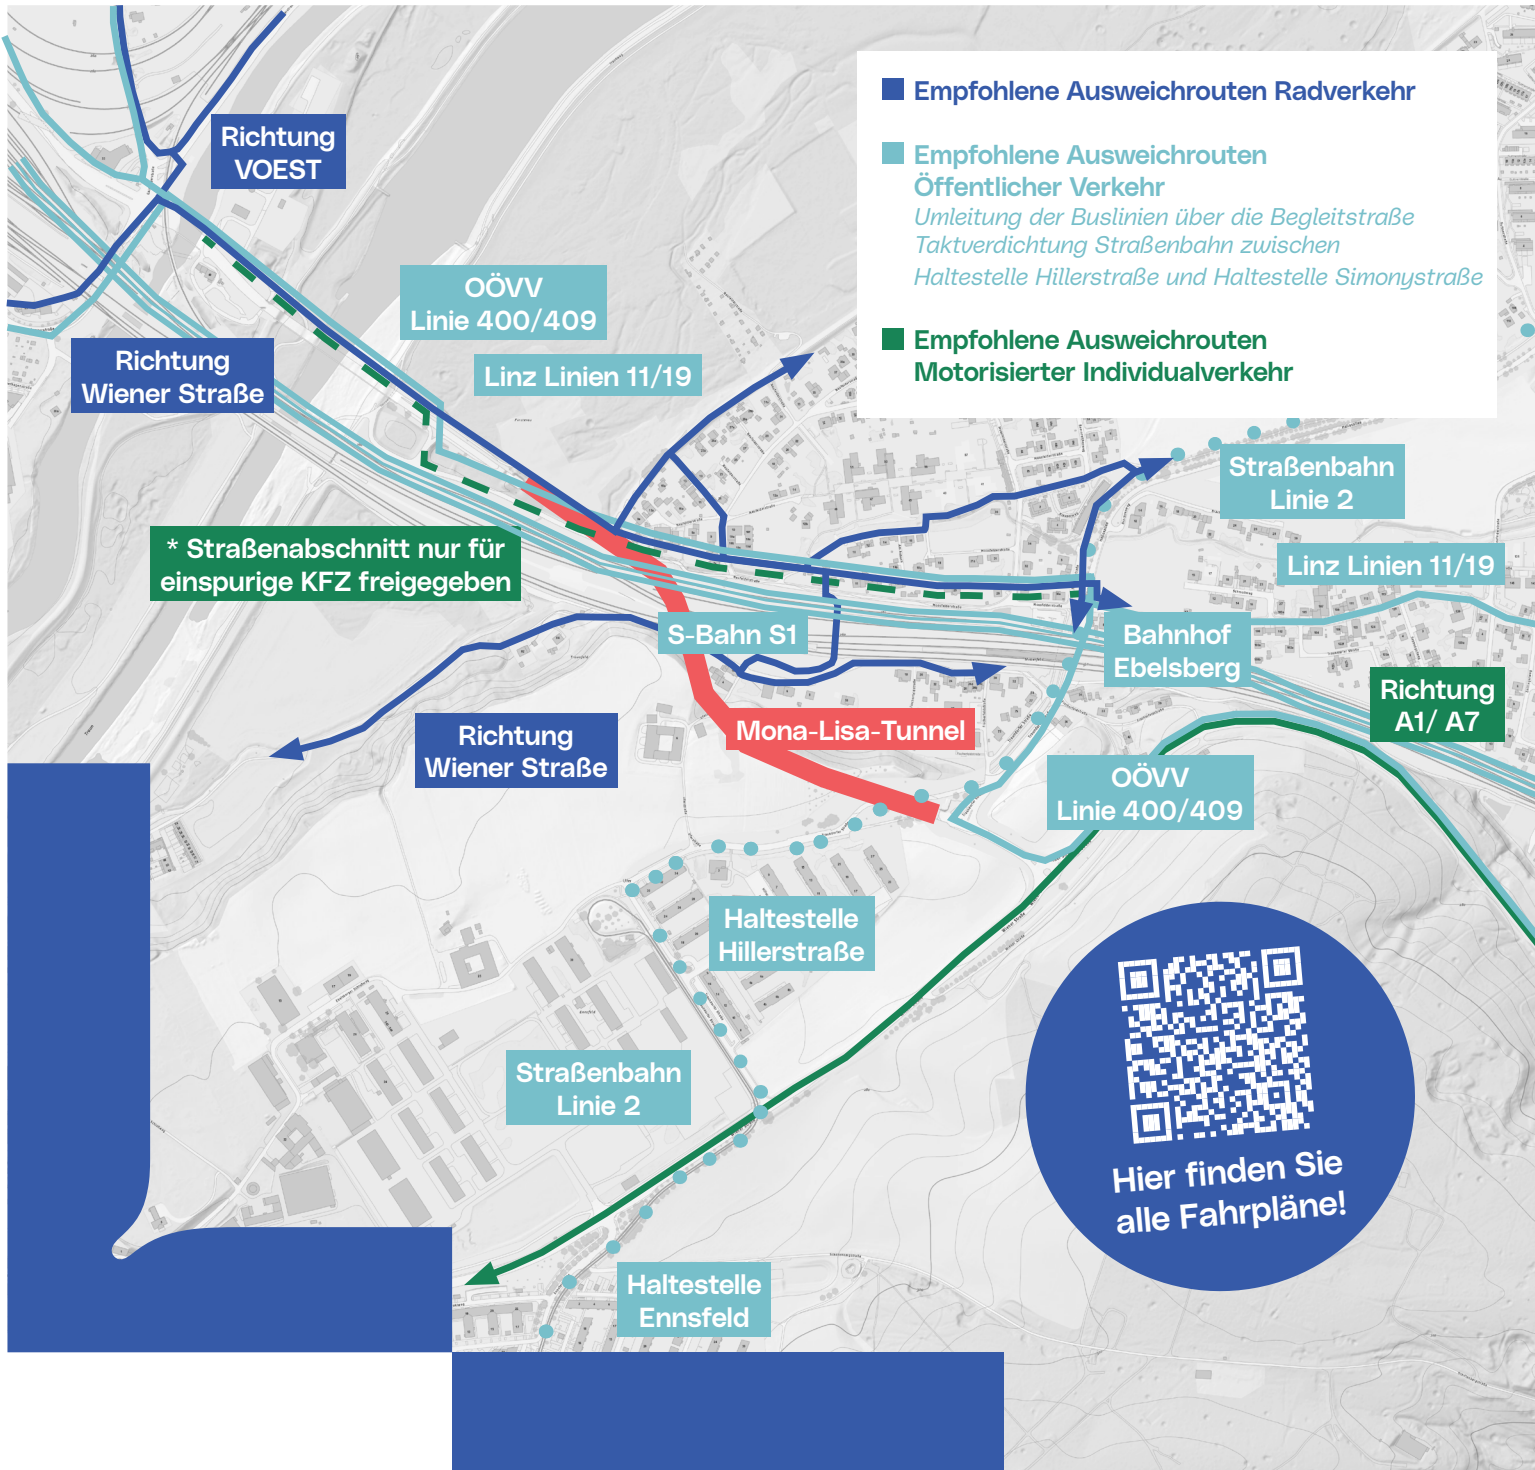 Empfohlene Ausweichrouten Radverkehr
Empfohlene Ausweichrouten
Öffentlicher Verkehr
Umleitung der Buslinien über die Begleitstraße
Taktverdichtung Straßenbahn zwischen
Haltestelle Hillerstraße und Haltestelle Simonystraße
Empfohlene Ausweichrouten
Motorisierter Individualverkehr
Richtung
VOEST
OÖVV
Linie 400/409
Richtung
Wiener Straße
Linz Linien 11/19
Straßenbahn
Linie 2
* Straßenabschnitt nur für
einspurige KFZ freigegeben
Linz Linien 11/19
S-Bahn S1
Bahnhof
Ebelsberg
Richtung
A1/ A7
Mona-Lisa-Tunnel
Richtung
Wiener Straße
OÖVV
Linie 400/409
Haltestelle
Hillerstraße
Straßenbahn
Linie 2
Hier finden Sie
alle Fahrpläne!
Haltestelle
Ennsfeld